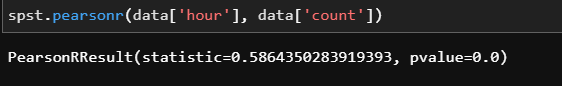 spst.pearsonr(data['hour'], data['count'])
PearsonRResult(statistic=0.5864350283919393, pvalue=0.0)